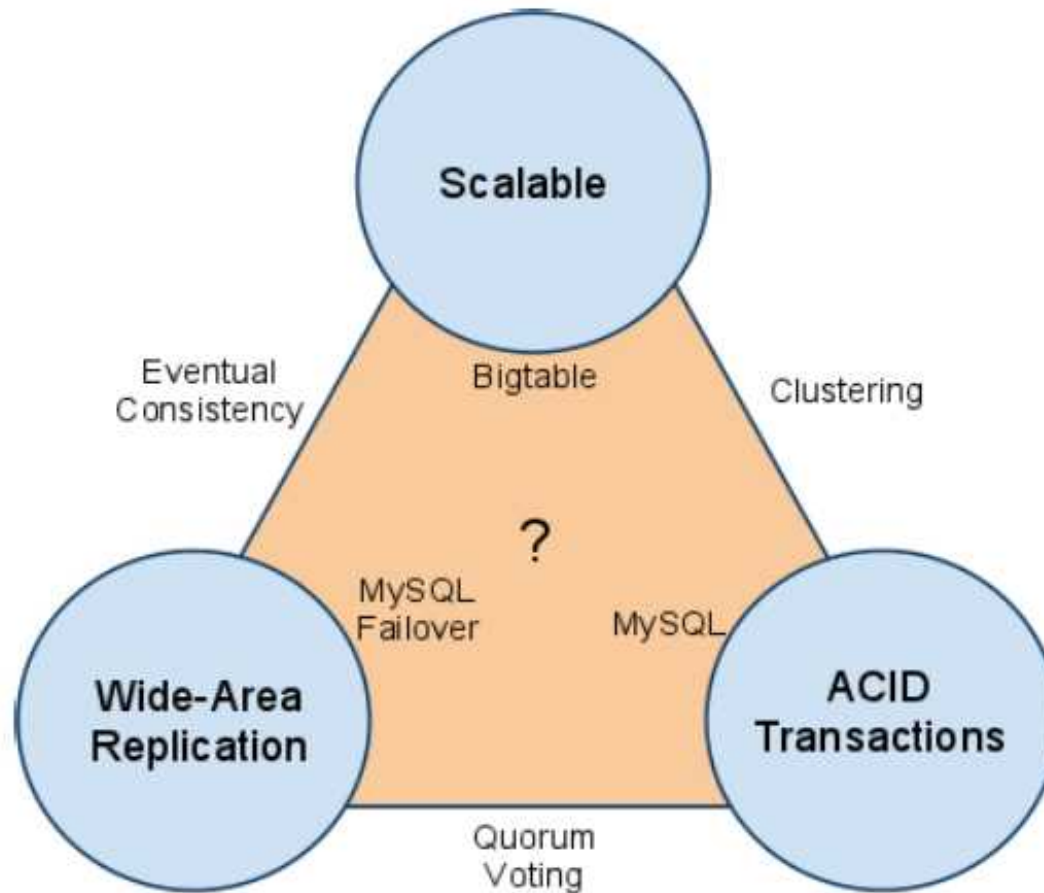 Scalable
Eventual
Consistency
Bigtable
Clustering
?
MySQL
Failover
MySQL
Wide-Area
Replication
ACID
Transactions
Quorum
Voting